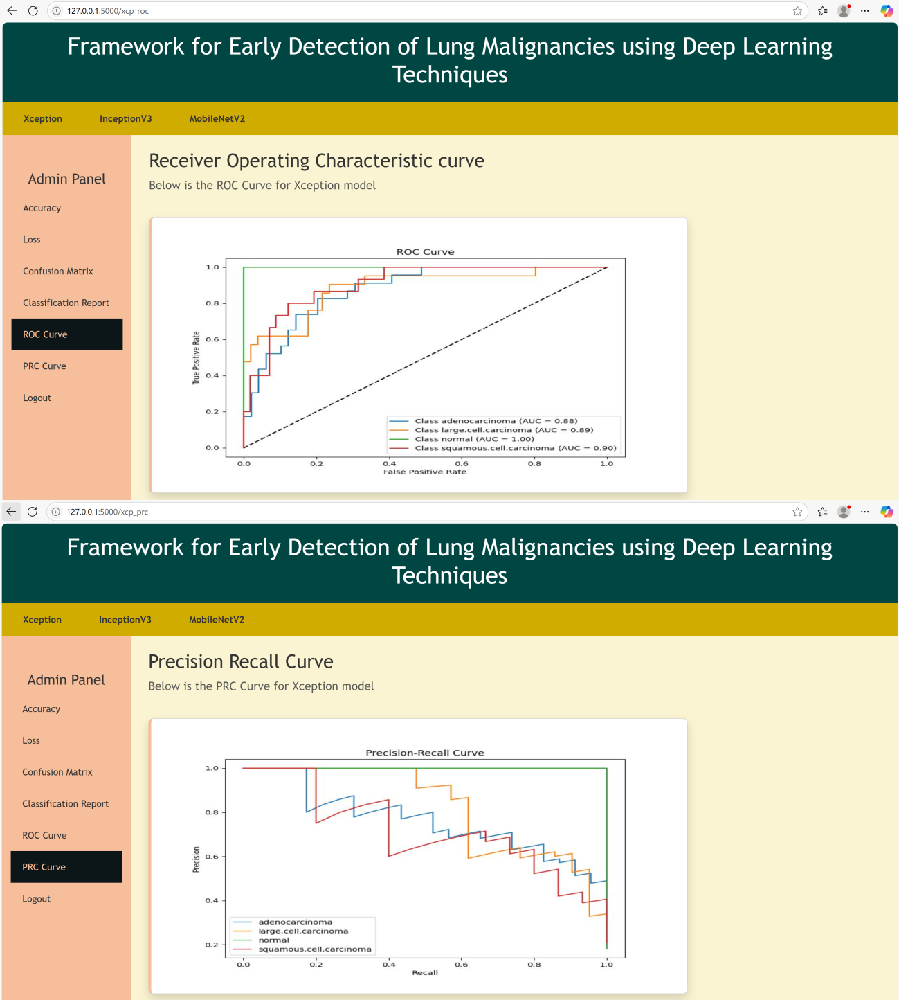 127.0.0.1:5000/xcp_roc
Framework for Early Detection of Lung Malignancies using Deep Learning
Techniques
Xception InceptionV3 MobileNetV2
Admin Panel
Accuracy
Loss
Confusion Matrix
Classification Report
ROC Curve
PRC Curve
Logout
Receiver Operating Characteristic curve
Below is the ROC Curve for Xception model
ROC Curve
True Positive Rate
1.0
0.8
0.6
0.4
0.2
0.0
Class adenocarcinoma (AUC = 0.88)
Class large.cell.carcinoma (AUC = 0.89)
Class normal (AUC = 1.00)
Class squamous.cell.carcinoma (AUC = 0.90)
0.0 0.2 0.4 0.6 0.8 1.0
False Positive Rate
127.0.0.1:5000/xcp_prc
Framework for Early Detection of Lung Malignancies using Deep Learning
Techniques
Xception InceptionV3 MobileNetV2
Admin Panel
Accuracy
Loss
Confusion Matrix
Classification Report
ROC Curve
PRC Curve
Logout
Precision Recall Curve
Below is the PRC Curve for Xception model
Precision-Recall Curve
Precision
1.0
0.8
0.6
0.4
0.2
adenocarcinoma
large.cell.carcinoma
normal
squamous.cell.carcinoma
0.0 0.2 0.4 0.6 0.8 1.0
Recall